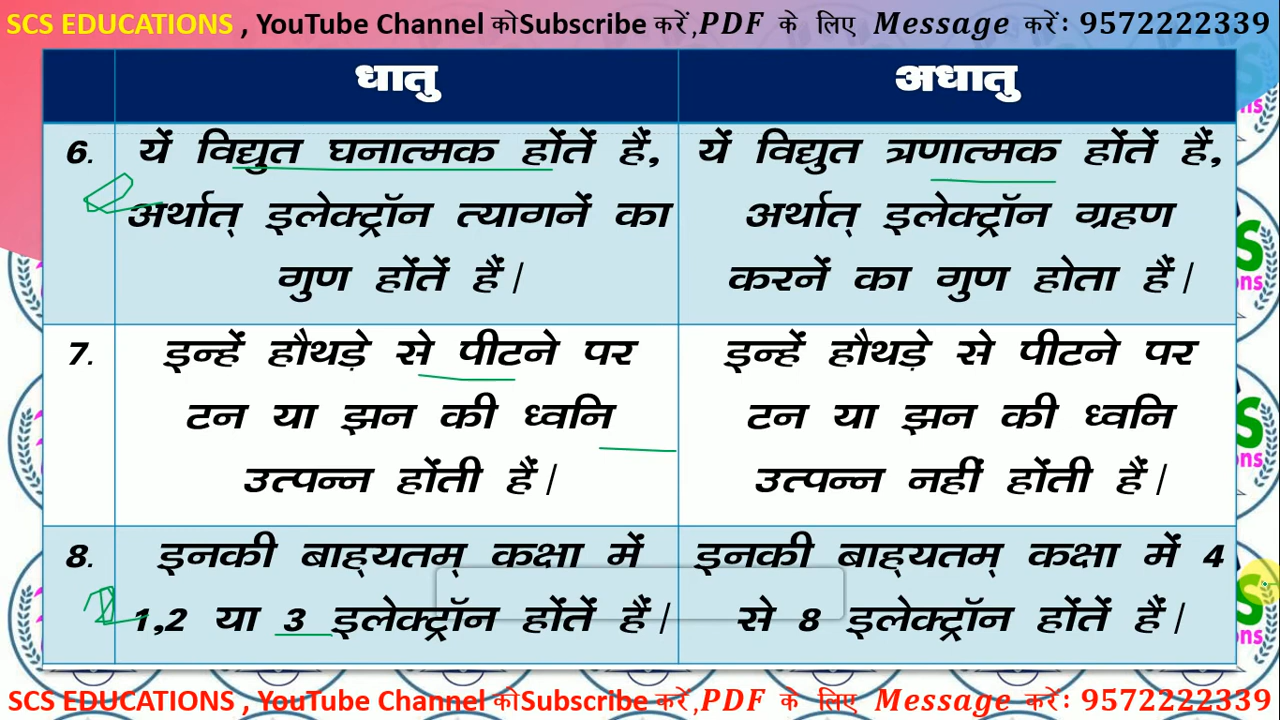 SCS EDUCATIONS , YouTube Channel कोSubscribe करें,PDF के लिए Message करें: 9572222339
धातु अधातु
6. यें विद्युत घनात्मक होंतें हैं, यें विद्युत त्रणात्मक होंतें हैं,
अर्थात् इलेक्ट्रॉन त्यागनें का अर्थात् इलेक्ट्रॉन ग्रहण
गुण होंतें हैं| करनें का गुण होता हैं|
7. इन्हें हौथड़े से पीटने पर इन्हें हौथड़े से पीटने पर
टन या झन की ध्वनि टन या झन की ध्वनि
उत्पन्न होंती हैं| उत्पन्न नहीं होंती हैं|
8. इनकी बाह्यतम् कक्षा में इनकी बाह्यतम् कक्षा में 4
1,2 या 3 इलेक्ट्रॉन होंतें हैं| से 8 इलेक्ट्रॉन होंतें हैं|
SCS EDUCATIONS , YouTube Channel कोSubscribe करें,PDF के लिए Message करें: 9572222339